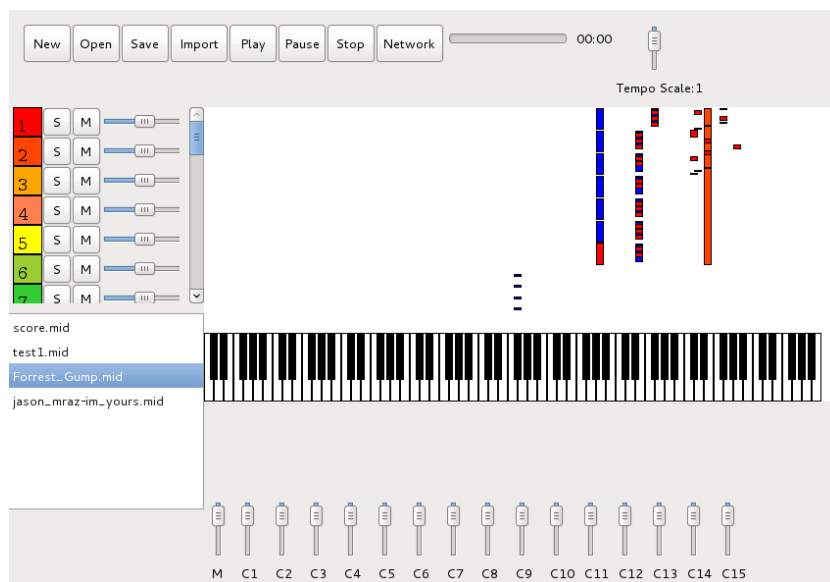 New Open Save Import Play Pause Stop Network 00:00
Tempo Scale:1
1 S M
2 S M
3 S M
4 S M
5 S M
6 S M
7 S M
score.mid
test1.mid
Forrest_Gump.mid
jason_mraz-im_yours.mid
M C1 C2 C3 C4 C5 C6 C7 C8 C9 C10 C11 C12 C13 C14 C15